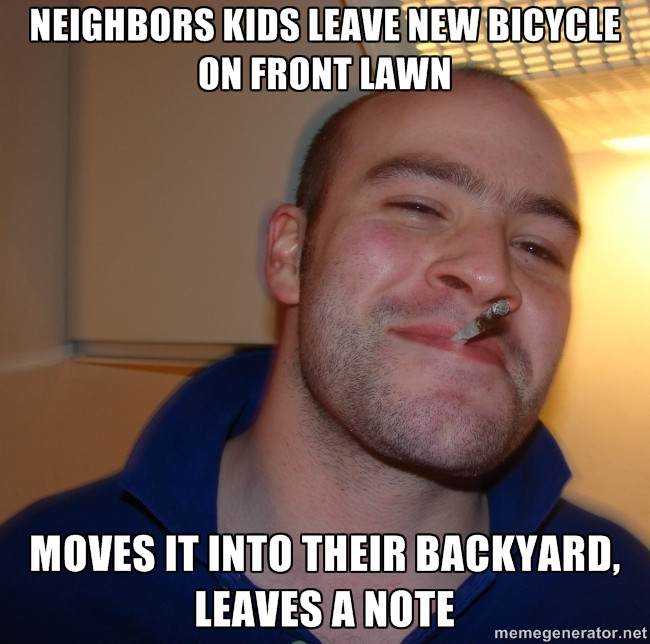 NEIGHBORS KIDS LEAVE NEW BICYCLE
ON FRONT LAWN
MOVES IT INTO THEIR BACKYARD,
LEAVES A NOTE
memegenerator.net